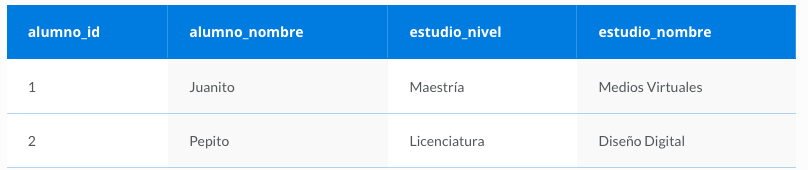 alumno_id alumno_nombre estudio_nivel estudio_nombre
1 Juanito Maestría Medios Virtuales
2 Pepito Licenciatura Diseño Digital